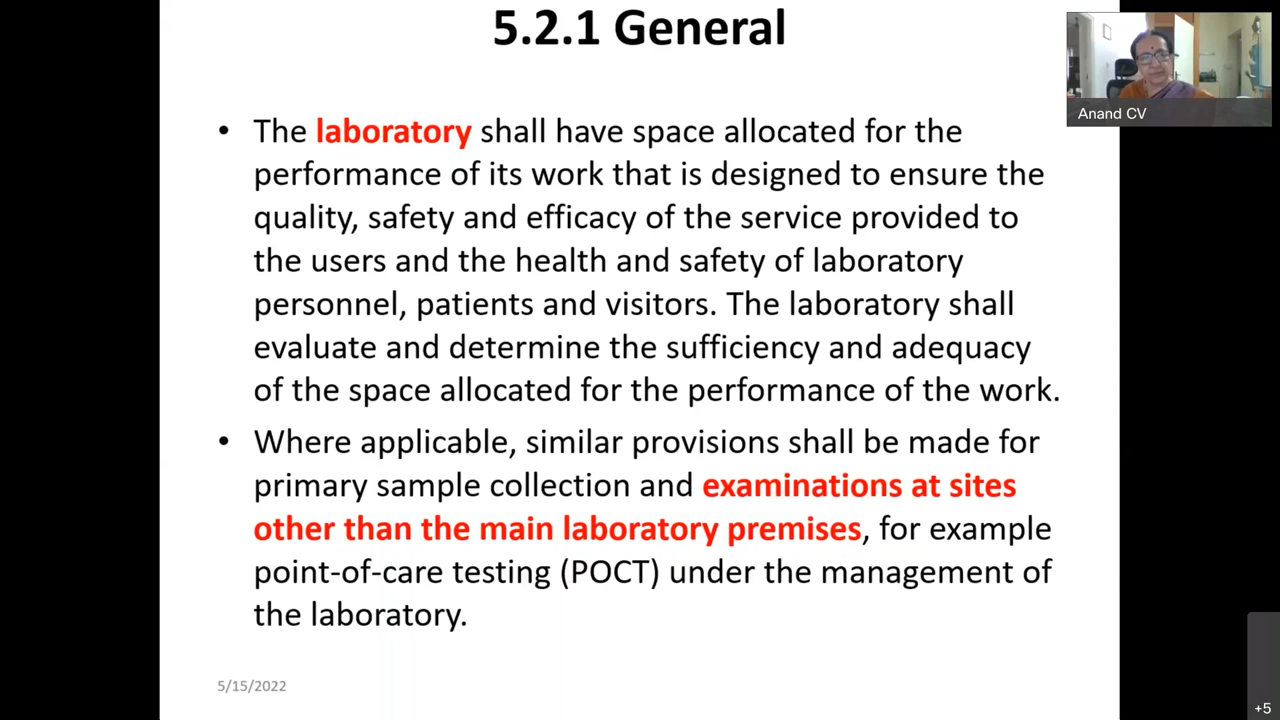 5.2.1 General
Anand CV
• The laboratory shall have space allocated for the
performance of its work that is designed to ensure the
quality, safety and efficacy of the service provided to
the users and the health and safety of laboratory
personnel, patients and visitors. The laboratory shall
evaluate and determine the sufficiency and adequacy
of the space allocated for the performance of the work.
• Where applicable, similar provisions shall be made for
primary sample collection and examinations at sites
other than the main laboratory premises, for example
point-of-care testing (POCT) under the management of
the laboratory.
5/15/2022
+5